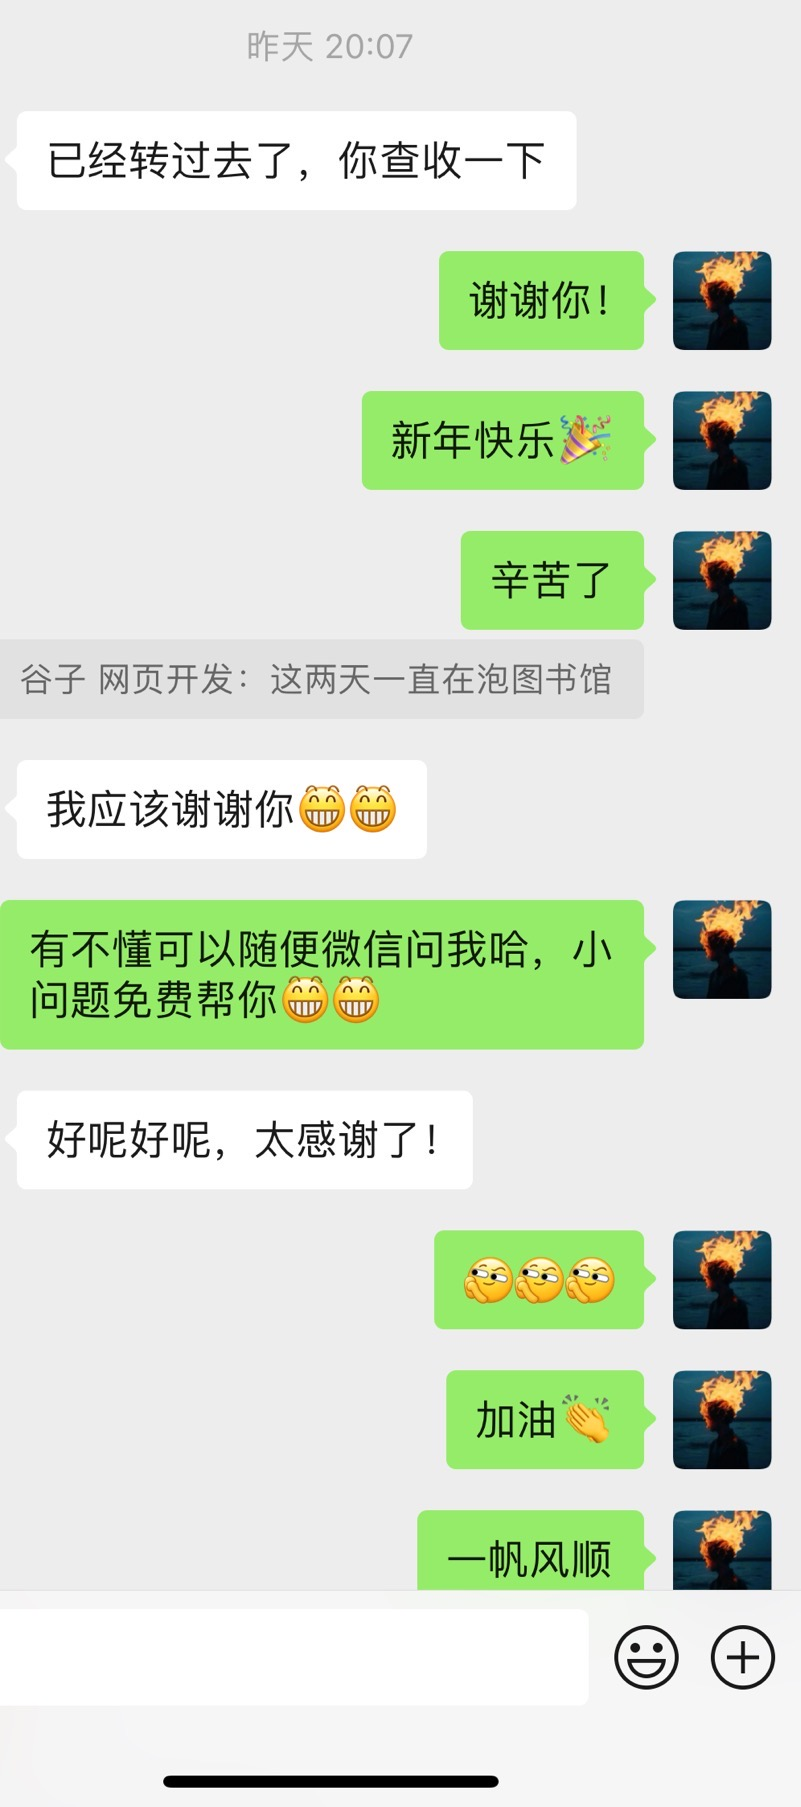 昨天 20:07
已经转过去了，你查收一下
谢谢你！
新年快乐🎉
辛苦了
谷子 网页开发：这两天一直在泡图书馆
我应该谢谢你😁😁
有不懂可以随便微信问我哈，小
问题免费帮你😁😁
好呢好呢，太感谢了！
加油👏
一帆风顺